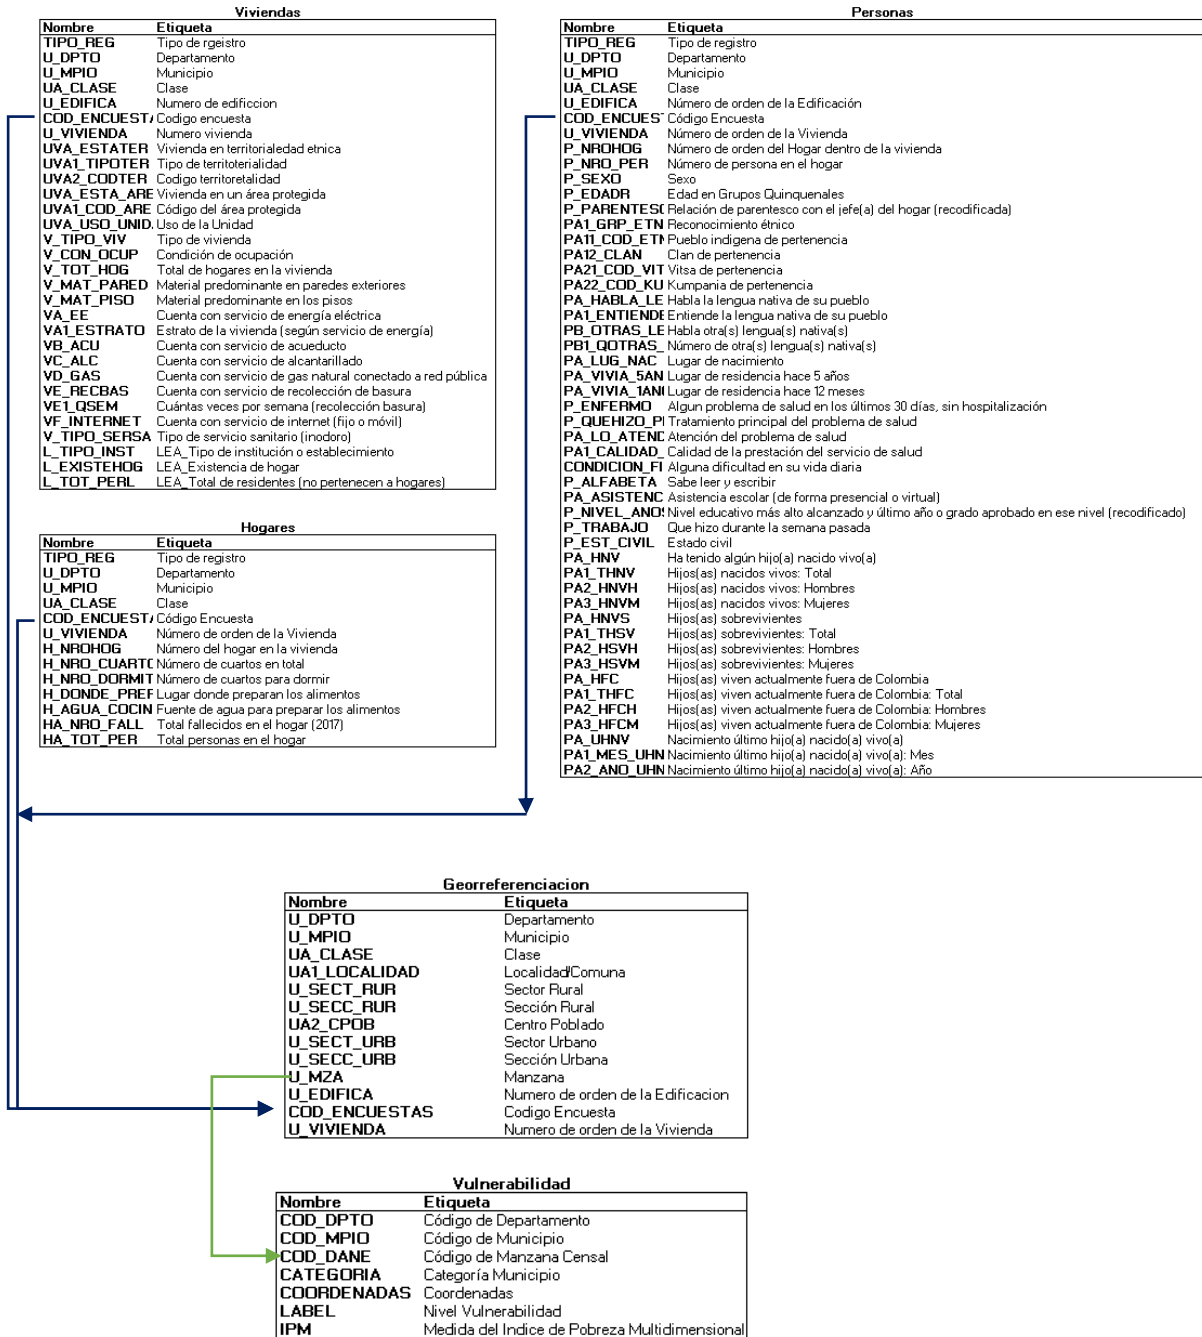 Viviendas
Nombre Etiqueta
TIPO_REG Tipo de rgeistro
U_DPTO Departamento
U_MPIO Municipio
UA_CLASE Clase
U_EDIFICA Numero de edificcion
COD_ENCUESTA Codigo encuesta
U_VIVIENDA Numero vivienda
UVA_ESTATER Vivienda en territorialedad etnica
UVA1_TIPOTER Tipo de territoterialidad
UVA2_CODTER Codigo territoretalidad
UVA_ESTA_ARE Vivienda en un área protegida
UVA1_COD_ARE Código del área protegida
UVA_USO_UNID. Uso de la Unidad
V_TIPO_VIV Tipo de vivienda
V_CON_OCUP Condición de ocupación
V_TOT_HOG Total de hogares en la vivienda
V_MAT_PARED Material predominante en paredes exteriores
V_MAT_PISO Material predominante en los pisos
VA_EE Cuenta con servicio de energía eléctrica
VA1_ESTRATO Estrato de la vivienda (según servicio de energía)
VB_ACU Cuenta con servicio de acueducto
VC_ALC Cuenta con servicio de alcantarillado
VD_GAS Cuenta con servicio de gas natural conectado a red pública
VE_RECBAS Cuenta con servicio de recolección de basura
VE1_QSEM Cuántas veces por semana (recolección basura)
VF_INTERNET Cuenta con servicio de internet (fijo o móvil)
V_TIPO_SERSA Tipo de servicio sanitario (inodoro)
L_TIPO_INST LEA_Tipo de institución o establecimiento
L_EXISTEHOG LEA_Existencia de hogar
L_TOT_PERL LEA_Total de residentes (no pertenecen a hogares)
Hogares
Nombre Etiqueta
TIPO_REG Tipo de registro
U_DPTO Departamento
U_MPIO Municipio
UA_CLASE Clase
COD_ENCUESTA Código Encuesta
U_VIVIENDA Número de orden de la Vivienda
H_NROHOG Número del hogar en la vivienda
H_NRO_CUARTO Número de cuartos en total
H_NRO_DORMIT Número de cuartos para dormir
H_DONDE_PREP Lugar donde preparan los alimentos
H_AGUA_COCIN Fuente de agua para preparar los alimentos
HA_NRO_FALL Total fallecidos en el hogar (2017)
HA_TOT_PER Total personas en el hogar
Personas
Nombre Etiqueta
TIPO_REG Tipo de registro
U_DPTO Departamento
U_MPIO Municipio
UA_CLASE Clase
U_EDIFICA Número de orden de la Edificación
COD_ENCUEST Código Encuesta
U_VIVIENDA Número de orden de la Vivienda
P_NROHOG Número de orden del Hogar dentro de la vivienda
P_NRO_PER Número de persona en el hogar
P_SEXO Sexo
P_EDADR Edad en Grupos Quinquenales
P_PARENTESC Relación de parentesco con el jefe(a) del hogar (recodificada)
PA1_GRP_ETN Reconocimiento étnico
PA11_COD_ETN Pueblo indigena de pertenencia
PA12_CLAN Clan de pertenencia
PA21_COD_VIT Vitsa de pertenencia
PA22_COD_KU Kumpania de pertenencia
PA_HABLA_LE Habla la lengua nativa de su pueblo
PA1_ENTIENDE Entiende la lengua nativa de su pueblo
PB_OTRAS_LE Habla otra(s) lengua(s) nativa(s)
PB1_QOTRAS_ Número de otra(s) lengua(s) nativa(s)
PA_LUG_NAC Lugar de nacimiento
PA_VIVIA_5AN Lugar de residencia hace 5 años
PA_VIVIA_1AN Lugar de residencia hace 12 meses
P_ENFERMO Algun problema de salud en los últimos 30 días, sin hospitalización
P_QUEHIZO_P Tratamiento principal del problema de salud
PA_LO_ATEND Atención del problema de salud
PA1_CALIDAD_ Calidad de la prestación del servicio de salud
CONDICION_FI Alguna dificultad en su vida diaria
P_ALFABETA Sabe leer y escribir
PA_ASISTENC Asistencia escolar (de forma presencial o virtual)
P_NIVEL_ANOS Nivel educativo más alto alcanzado y último año o grado aprobado en ese nivel (recodificado)
P_TRABAJO Que hizo durante la semana pasada
P_EST_CIVIL Estado civil
PA_HNV Ha tenido algún hijo(a) nacido vivo(a)
PA1_THNV Hijos(as) nacidos vivos: Total
PA2_HNVH Hijos(as) nacidos vivos: Hombres
PA3_HNVM Hijos(as) nacidos vivos: Mujeres
PA_HNVS Hijos(as) sobrevivientes
PA1_THSV Hijos(as) sobrevivientes: Total
PA2_HSVH Hijos(as) sobrevivientes: Hombres
PA3_HSVM Hijos(as) sobrevivientes: Mujeres
PA_HFC Hijos(as) viven actualmente fuera de Colombia
PA1_THFC Hijos(as) viven actualmente fuera de Colombia: Total
PA2_HFCH Hijos(as) viven actualmente fuera de Colombia: Hombres
PA3_HFCM Hijos(as) viven actualmente fuera de Colombia: Mujeres
PA_UHNV Nacimiento último hijo(a) nacido(a) vivo(a)
PA1_MES_UHN Nacimiento último hijo(a) nacido(a) vivo(a): Mes
PA2_ANO_UHN Nacimiento último hijo(a) nacido(a) vivo(a): Año
Georreferenciacion
Nombre Etiqueta
U_DPTO Departamento
U_MPIO Municipio
UA_CLASE Clase
UA1_LOCALIDAD Localidad/Comuna
U_SECT_RUR Sector Rural
U_SECC_RUR Sección Rural
UA2_CPOB Centro Poblado
U_SECT_URB Sector Urbano
U_SECC_URB Sección Urbana
U_MZA Manzana
U_EDIFICA Numero de orden de la Edificacion
COD_ENCUESTAS Codigo Encuesta
U_VIVIENDA Numero de orden de la Vivienda
Vulnerabilidad
Nombre Etiqueta
COD_DPTO Código de Departamento
COD_MPIO Código de Municipio
COD_DANE Código de Manzana Censal
CATEGORIA Categoría Municipio
COORDENADAS Coordenadas
LABEL Nivel Vulnerabilidad
IPM Medida del Indice de Pobreza Multidimensional